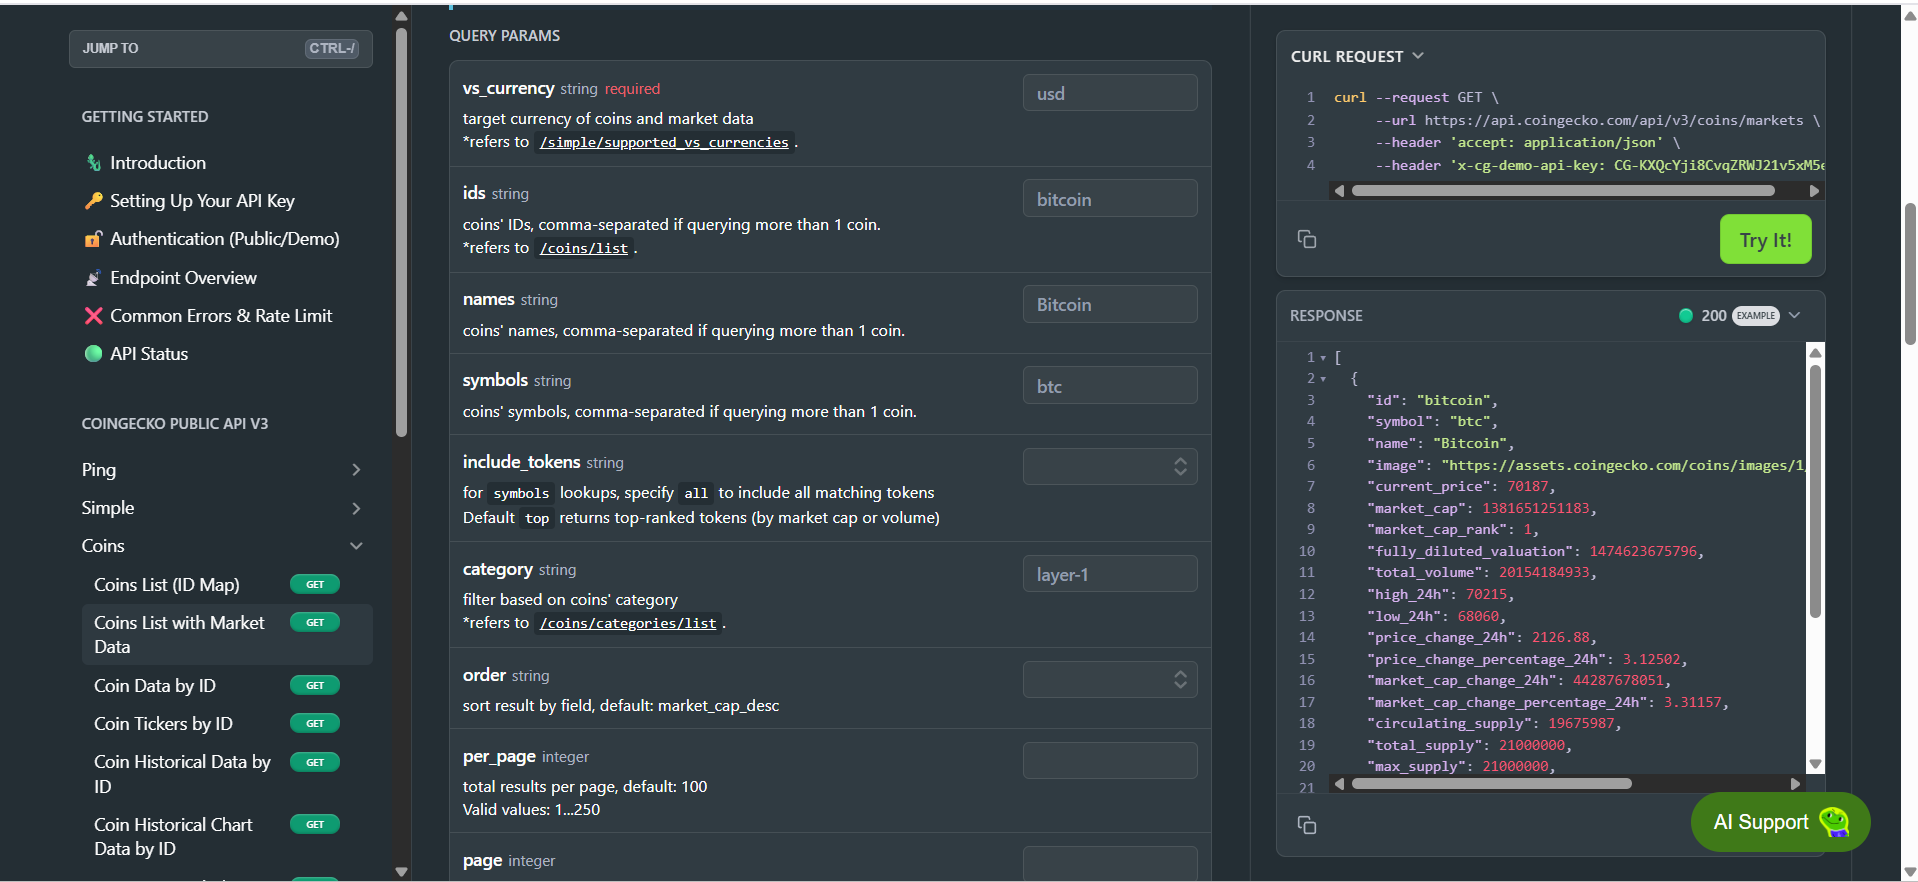 JUMP TO
CTRL-/
GETTING STARTED
Introduction
Setting Up Your API Key
Authentication (Public/Demo)
Endpoint Overview
Common Errors & Rate Limit
API Status
COINGECKO PUBLIC API V3
Ping
Simple
Coins
Coins List (ID Map) GET
Coins List with Market GET
Data
Coin Data by ID GET
Coin Tickers by ID GET
Coin Historical Data by GET
ID
Coin Historical Chart GET
Data by ID
QUERY PARAMS
vs_currency string required
usd
target currency of coins and market data
*refers to /simple/supported_vs_currencies .
ids string
bitcoin
coins' IDs, comma-separated if querying more than 1 coin.
*refers to /coins/list .
names string
Bitcoin
coins' names, comma-separated if querying more than 1 coin.
symbols string
btc
coins' symbols, comma-separated if querying more than 1 coin.
include_tokens string
for symbols lookups, specify all to include all matching tokens
Default top returns top-ranked tokens (by market cap or volume)
category string
layer-1
filter based on coins' category
*refers to /coins/categories/list .
order string
sort result by field, default: market_cap_desc
per_page integer
total results per page, default: 100
Valid values: 1...250
page integer
CURL REQUEST
1 curl --request GET \
2 --url https://api.coingecko.com/api/v3/coins/markets \
3 --header 'accept: application/json' \
4 --header 'x-cg-demo-api-key: CG-KXQcYji8CvqZRWJ21v5xM5
Try It!
RESPONSE
200 EXAMPLE
1 [
2 {
3 "id": "bitcoin",
4 "symbol": "btc",
5 "name": "Bitcoin",
6 "image": "https://assets.coingecko.com/coins/images/1
7 "current_price": 70187,
8 "market_cap": 1381651251183,
9 "market_cap_rank": 1,
10 "fully_diluted_valuation": 1474623675796,
11 "total_volume": 20154184933,
12 "high_24h": 70215,
13 "low_24h": 68060,
14 "price_change_24h": 2126.88,
15 "price_change_percentage_24h": 3.12502,
16 "market_cap_change_24h": 44287678051,
17 "market_cap_change_percentage_24h": 3.31157,
18 "circulating_supply": 19675987,
19 "total_supply": 21000000,
20 "max_supply": 21000000,
21
AI Support